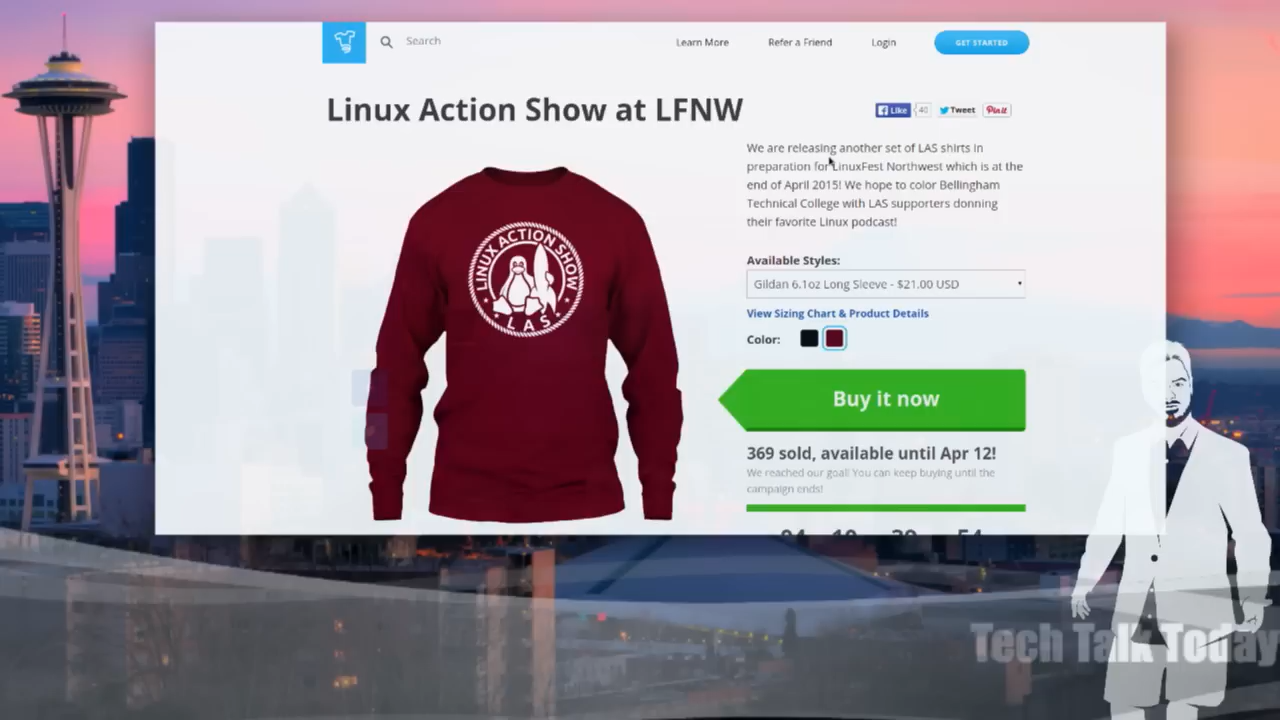 Search
Learn More
Refer a Friend
Login
GET STARTED
Linux Action Show at LFNW
Like
40
Tweet
Pin it
We are releasing another set of LAS shirts in
preparation for LinuxFest Northwest which is at the
end of April 2015! We hope to color Bellingham
Technical College with LAS supporters donning
their favorite Linux podcast!
LINUX ACTION SHOW
LAS
Available Styles:
Gildan 6.1oz Long Sleeve - $21.00 USD
View Sizing Chart & Product Details
Color:
Buy it now
369 sold, available until Apr 12!
We reached our goal! You can keep buying until the
campaign ends!
Tech Talk Today